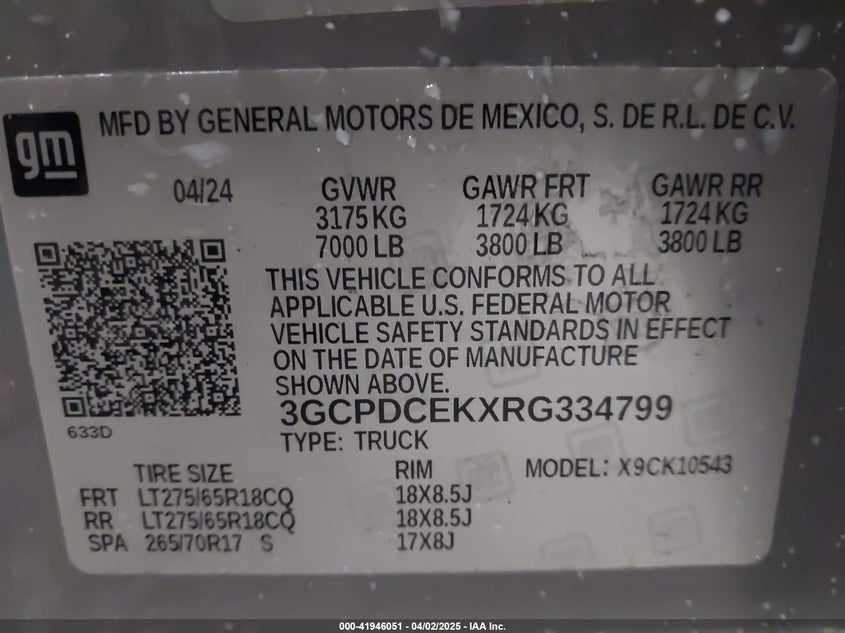 gm
MFD BY GENERAL MOTORS DE MEXICO, S. DE R.L. DE C.V.
04/24 GVWR GAWR FRT GAWR RR
3175 KG 1724 KG 1724 KG
7000 LB 3800 LB 3800 LB
THIS VEHICLE CONFORMS TO ALL
APPLICABLE U.S. FEDERAL MOTOR
VEHICLE SAFETY STANDARDS IN EFFECT
ON THE DATE OF MANUFACTURE
SHOWN ABOVE.
3GCPDCEKXRG334799
633D
TYPE: TRUCK
TIRE SIZE RIM MODEL: X9CK10543
FRT LT275/65R18CQ 18X8.5J
RR LT275/65R18CQ 18X8.5J
SPA 265/70R17 S 17X8J
000-41946051 - 04/02/2025 - IAA Inc.